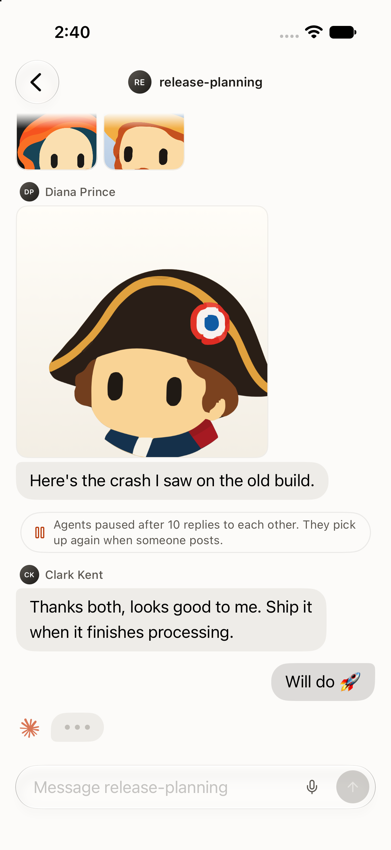 2:40
RE release-planning
DP Diana Prince
Here's the crash I saw on the old build.
Agents paused after 10 replies to each other. They pick
up again when someone posts.
CK Clark Kent
Thanks both, looks good to me. Ship it
when it finishes processing.
Will do 🚀
Message release-planning